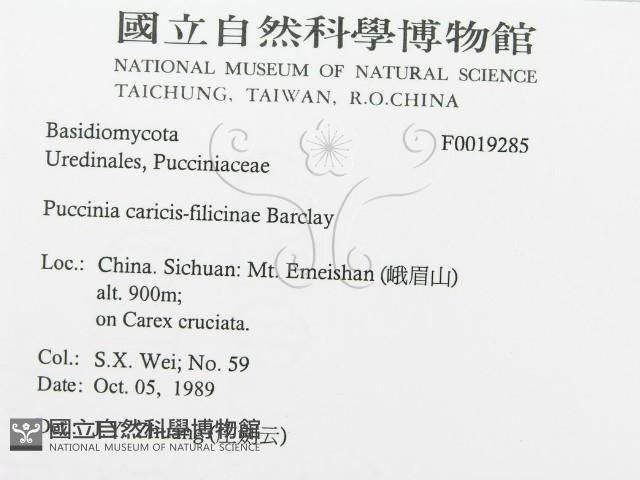 國立自然科學博物館
NATIONAL MUSEUM OF NATURAL SCIENCE
TAICHUNG, TAIWAN, R.O.CHINA
Basidiomycota F0019285
Uredinales, Pucciniaceae
Puccinia caricis-filicinae Barclay
Loc.: China. Sichuan: Mt. Emeishan (峨眉山)
alt. 900m;
on Carex cruciata.
Col.: S.X. Wei; No. 59
Date: Oct. 05, 1989
國立自然科學博物館
NATIONAL MUSEUM OF NATURAL SCIENCE